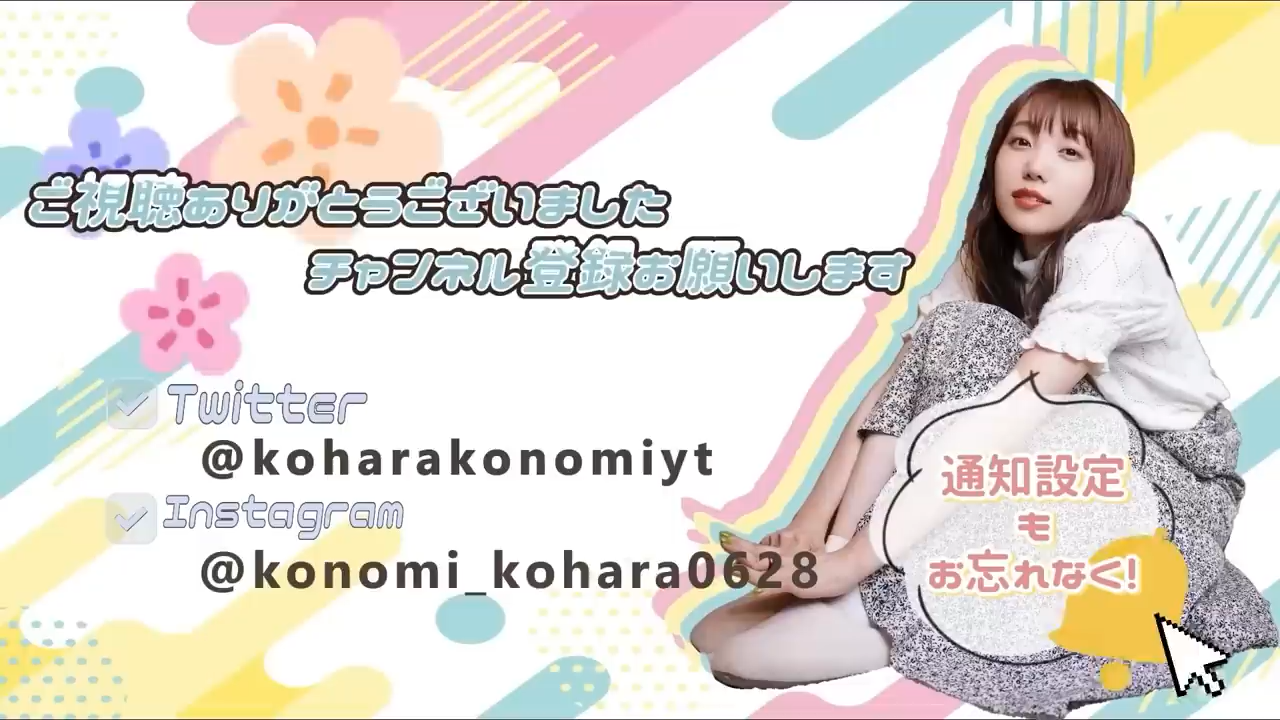 ご視聴ありがとうございました
チャンネル登録お願いします
Twitter
@koharakonomiyt
Instagram
@konomi_kohara0628
通知設定
も
お忘れなく!